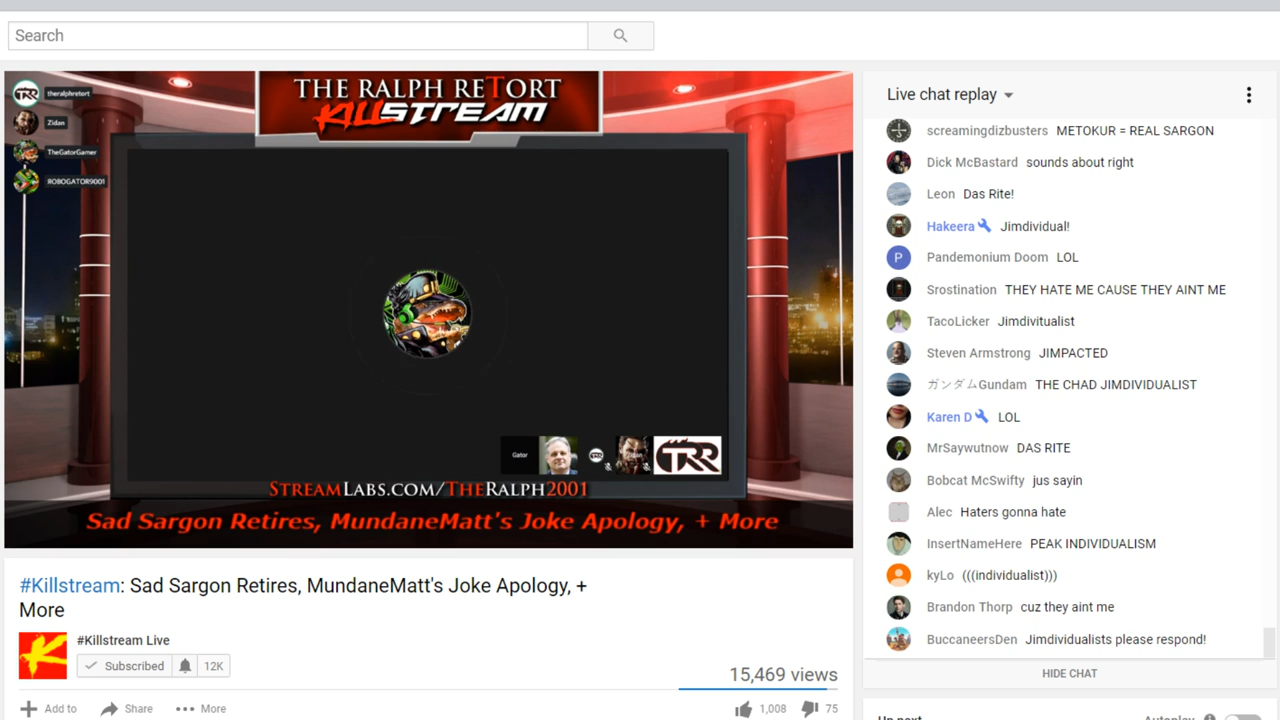 Search
THE RALPH RETORT
KILLSTREAM
theralphretort
Zidan
TheGatorGamer
ROBOGATOR9001
Gator
TRR
STREAMLABS.COM/THERALPH2001
Sad Sargon Retires, MundaneMatt's Joke Apology, + More
#Killstream: Sad Sargon Retires, MundaneMatt's Joke Apology, +
More
#Killstream Live
Subscribed 12K
15,469 views
Add to Share More 1,008 75
Live chat replay
screamingdizbusters METOKUR = REAL SARGON
Dick McBastard sounds about right
Leon Das Rite!
Hakeera Jimdividual!
P Pandemonium Doom LOL
Srostination THEY HATE ME CAUSE THEY AINT ME
TacoLicker Jimdivitualist
Steven Armstrong JIMPACTED
ガンダムGundam THE CHAD JIMDIVIDUALIST
Karen D LOL
MrSaywutnow DAS RITE
Bobcat McSwifty jus sayin
Alec Haters gonna hate
InsertNameHere PEAK INDIVIDUALISM
kyLo (((individualist)))
Brandon Thorp cuz they aint me
BuccaneersDen Jimdividualists please respond!
HIDE CHAT
Up next Autoplay